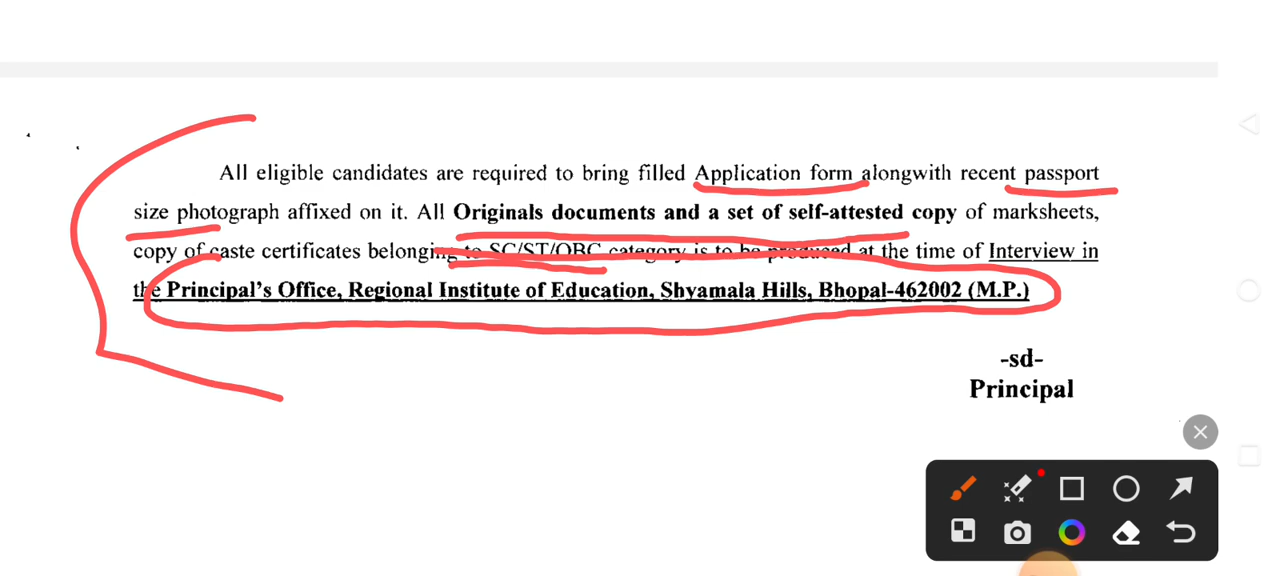 All eligible candidates are required to bring filled Application form alongwith recent passport
size photograph affixed on it. All Originals documents and a set of self-attested copy of marksheets,
copy of caste certificates belonging to SC/ST/OBC category is to be produced at the time of Interview in
the Principal's Office, Regional Institute of Education, Shyamala Hills, Bhopal-462002 (M.P.)
-sd-
Principal